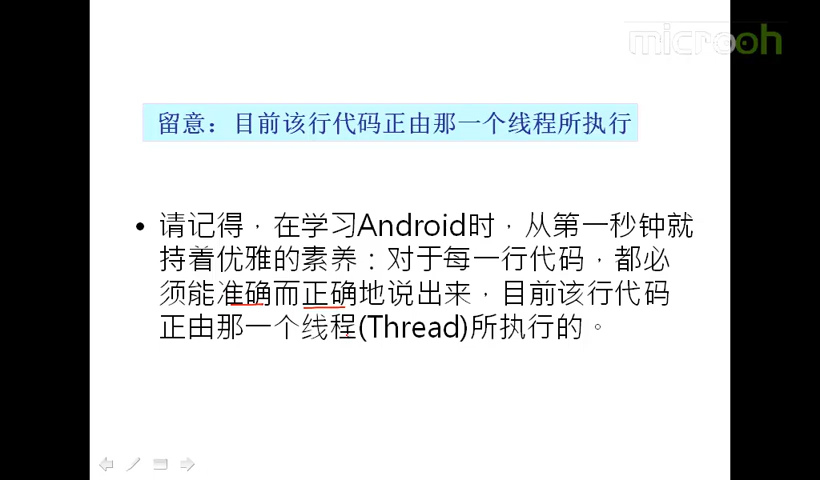 microoh
留意：目前该行代码正由那一个线程所执行
• 请记得，在学习Android时，从第一秒钟就
持着优雅的素养：对于每一行代码，都必
须能准确而正确地说出来，目前该行代码
正由那一个线程(Thread)所执行的。